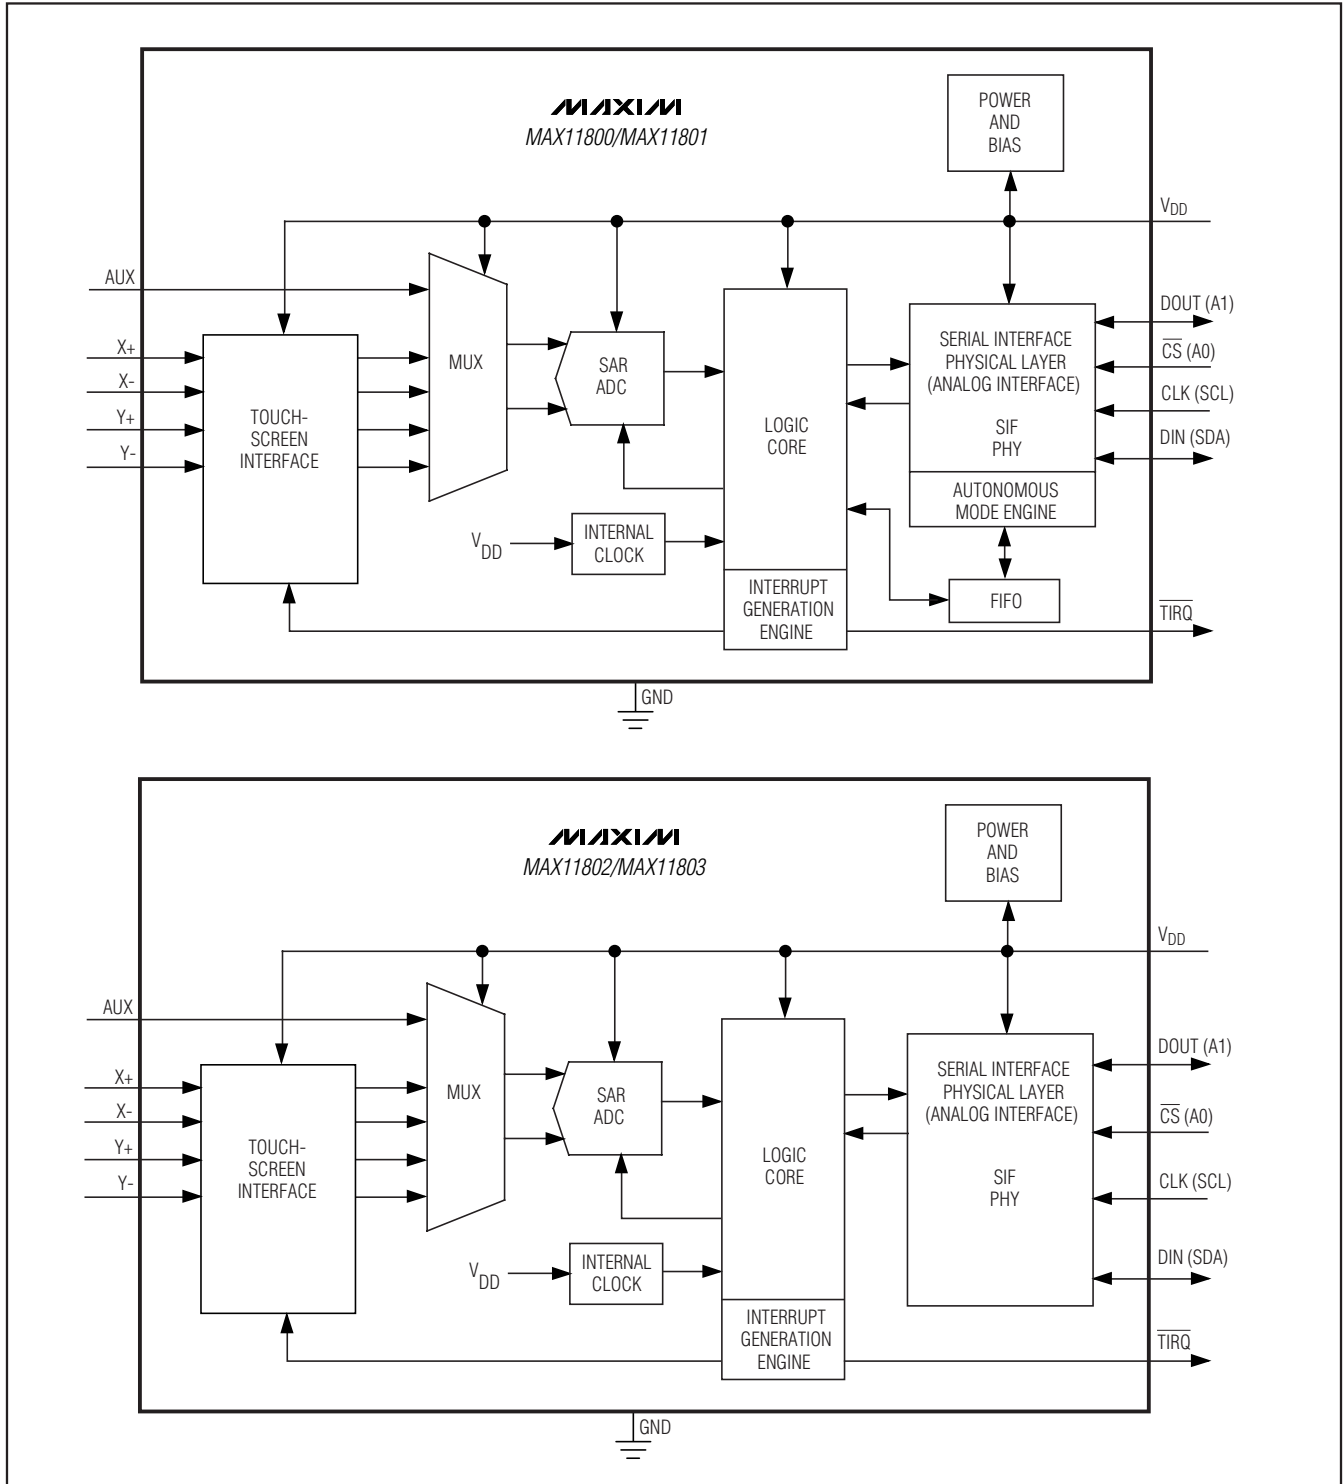 MAXIM
MAX11800/MAX11801
POWER
AND
BIAS
VDD
AUX
X+
X-
Y+
Y-
TOUCH-
SCREEN
INTERFACE
MUX
SAR
ADC
LOGIC
CORE
SERIAL INTERFACE
PHYSICAL LAYER
(ANALOG INTERFACE)
SIF
PHY
AUTONOMOUS
MODE ENGINE
DOUT (A1)
CS (A0)
CLK (SCL)
DIN (SDA)
VDD
INTERNAL
CLOCK
INTERRUPT
GENERATION
ENGINE
FIFO
TIRQ
GND
MAXIM
MAX11802/MAX11803
POWER
AND
BIAS
VDD
AUX
X+
X-
Y+
Y-
TOUCH-
SCREEN
INTERFACE
MUX
SAR
ADC
LOGIC
CORE
SERIAL INTERFACE
PHYSICAL LAYER
(ANALOG INTERFACE)
SIF
PHY
DOUT (A1)
CS (A0)
CLK (SCL)
DIN (SDA)
VDD
INTERNAL
CLOCK
INTERRUPT
GENERATION
ENGINE
TIRQ
GND